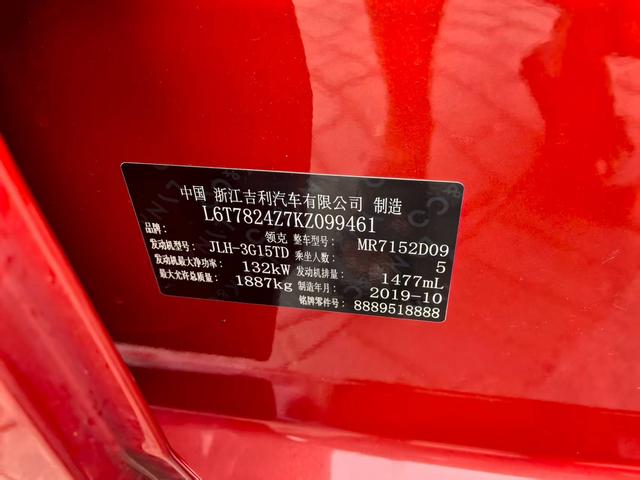 中国 浙江吉利汽车有限公司 制造
L6T7824Z7KZ099461
品牌: 领克 整车型号: MR7152D09
发动机型号: JLH-3G15TD 乘坐人数: 5
发动机最大净功率: 132kW 发动机排量: 1477mL
最大允许总质量: 1887kg 制造年月: 2019-10
铭牌零件号: 8889518888